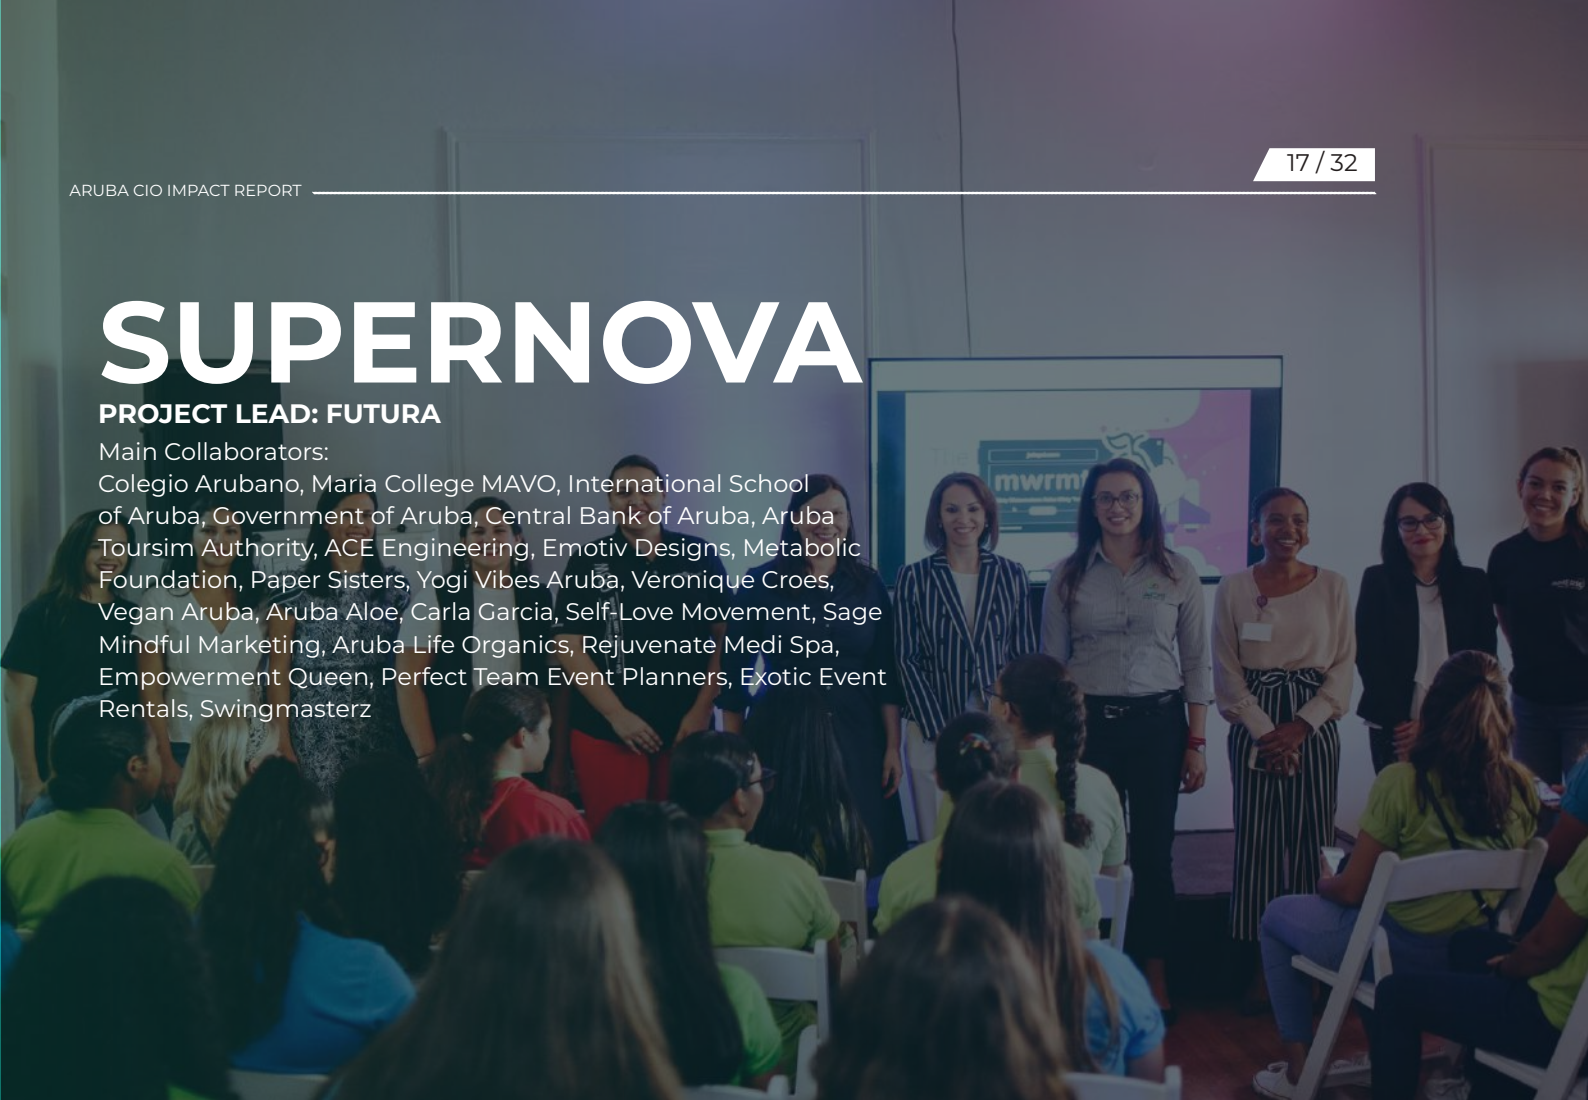 17 / 32
ARUBA CIO IMPACT REPORT
SUPERNOVA
PROJECT LEAD: FUTURA
Main Collaborators:
Colegio Arubano, Maria College MAVO, International School
of Aruba, Government of Aruba, Central Bank of Aruba, Aruba
Toursim Authority, ACE Engineering, Emotiv Designs, Metabolic
Foundation, Paper Sisters, Yogi Vibes Aruba, Veronique Croes,
Vegan Aruba, Aruba Aloe, Carla Garcia, Self-Love Movement, Sage
Mindful Marketing, Aruba Life Organics, Rejuvenate Medi Spa,
Empowerment Queen, Perfect Team Event Planners, Exotic Event
Rentals, Swingmasterz
The